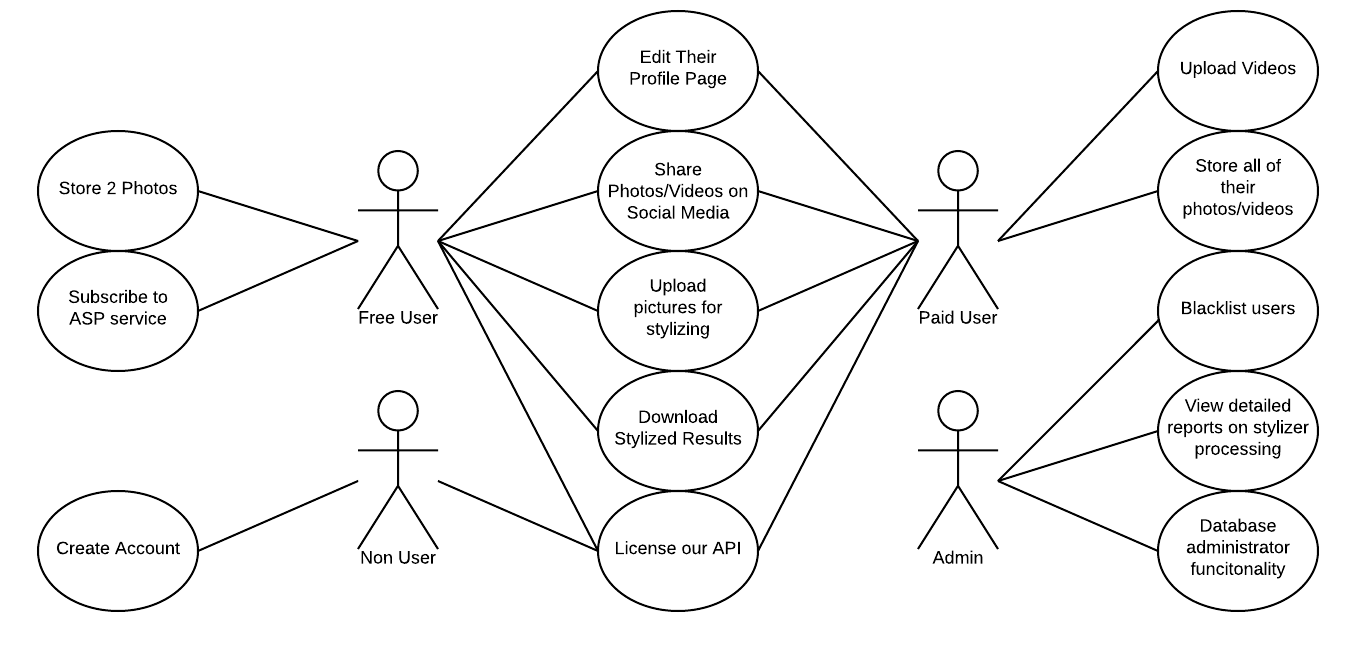 Store 2 Photos
Subscribe to
ASP service
Create Account
Free User
Non User
Edit Their
Profile Page
Share
Photos/Videos on
Social Media
Upload
pictures for
stylizing
Download
Stylized Results
License our API
Paid User
Admin
Upload Videos
Store all of
their
photos/videos
Blacklist users
View detailed
reports on stylizer
processing
Database
administrator
funcitonality